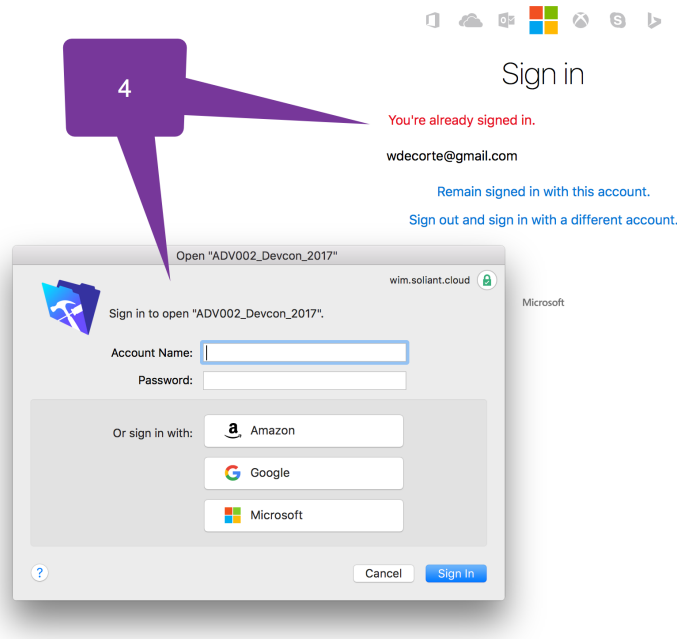 Sign in
4
You're already signed in.
wdecorte@gmail.com
Remain signed in with this account.
Sign out and sign in with a different account.
Microsoft
Open "ADV002_Devcon_2017"
wim.soliant.cloud
Sign in to open "ADV002_Devcon_2017".
Account Name:
Password:
Or sign in with:
Amazon
Google
Microsoft
?
Cancel
Sign In